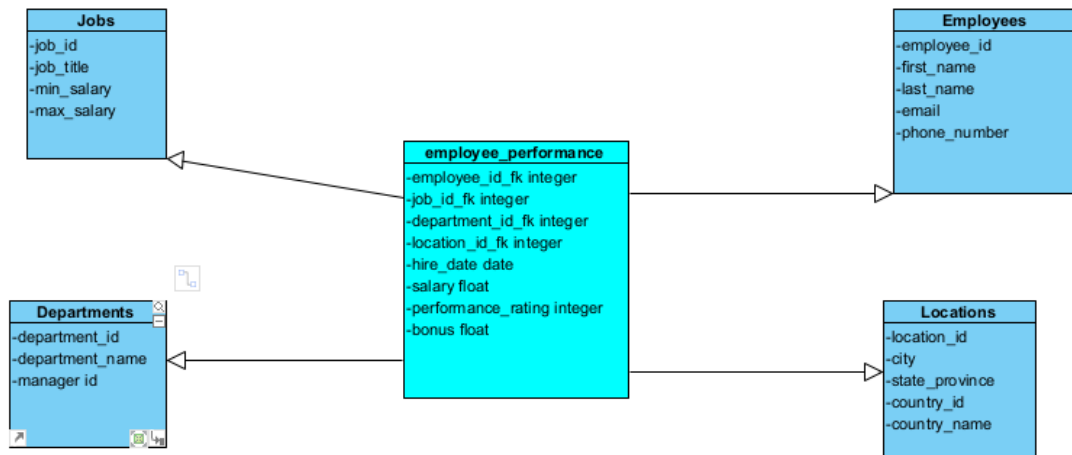 Jobs
-job_id
-job_title
-min_salary
-max_salary
Employees
-employee_id
-first_name
-last_name
-email
-phone_number
employee_performance
-employee_id_fk integer
-job_id_fk integer
-department_id_fk integer
-location_id_fk integer
-hire_date date
-salary float
-performance_rating integer
-bonus float
Departments
-department_id
-department_name
-manager id
Locations
-location_id
-city
-state_province
-country_id
-country_name